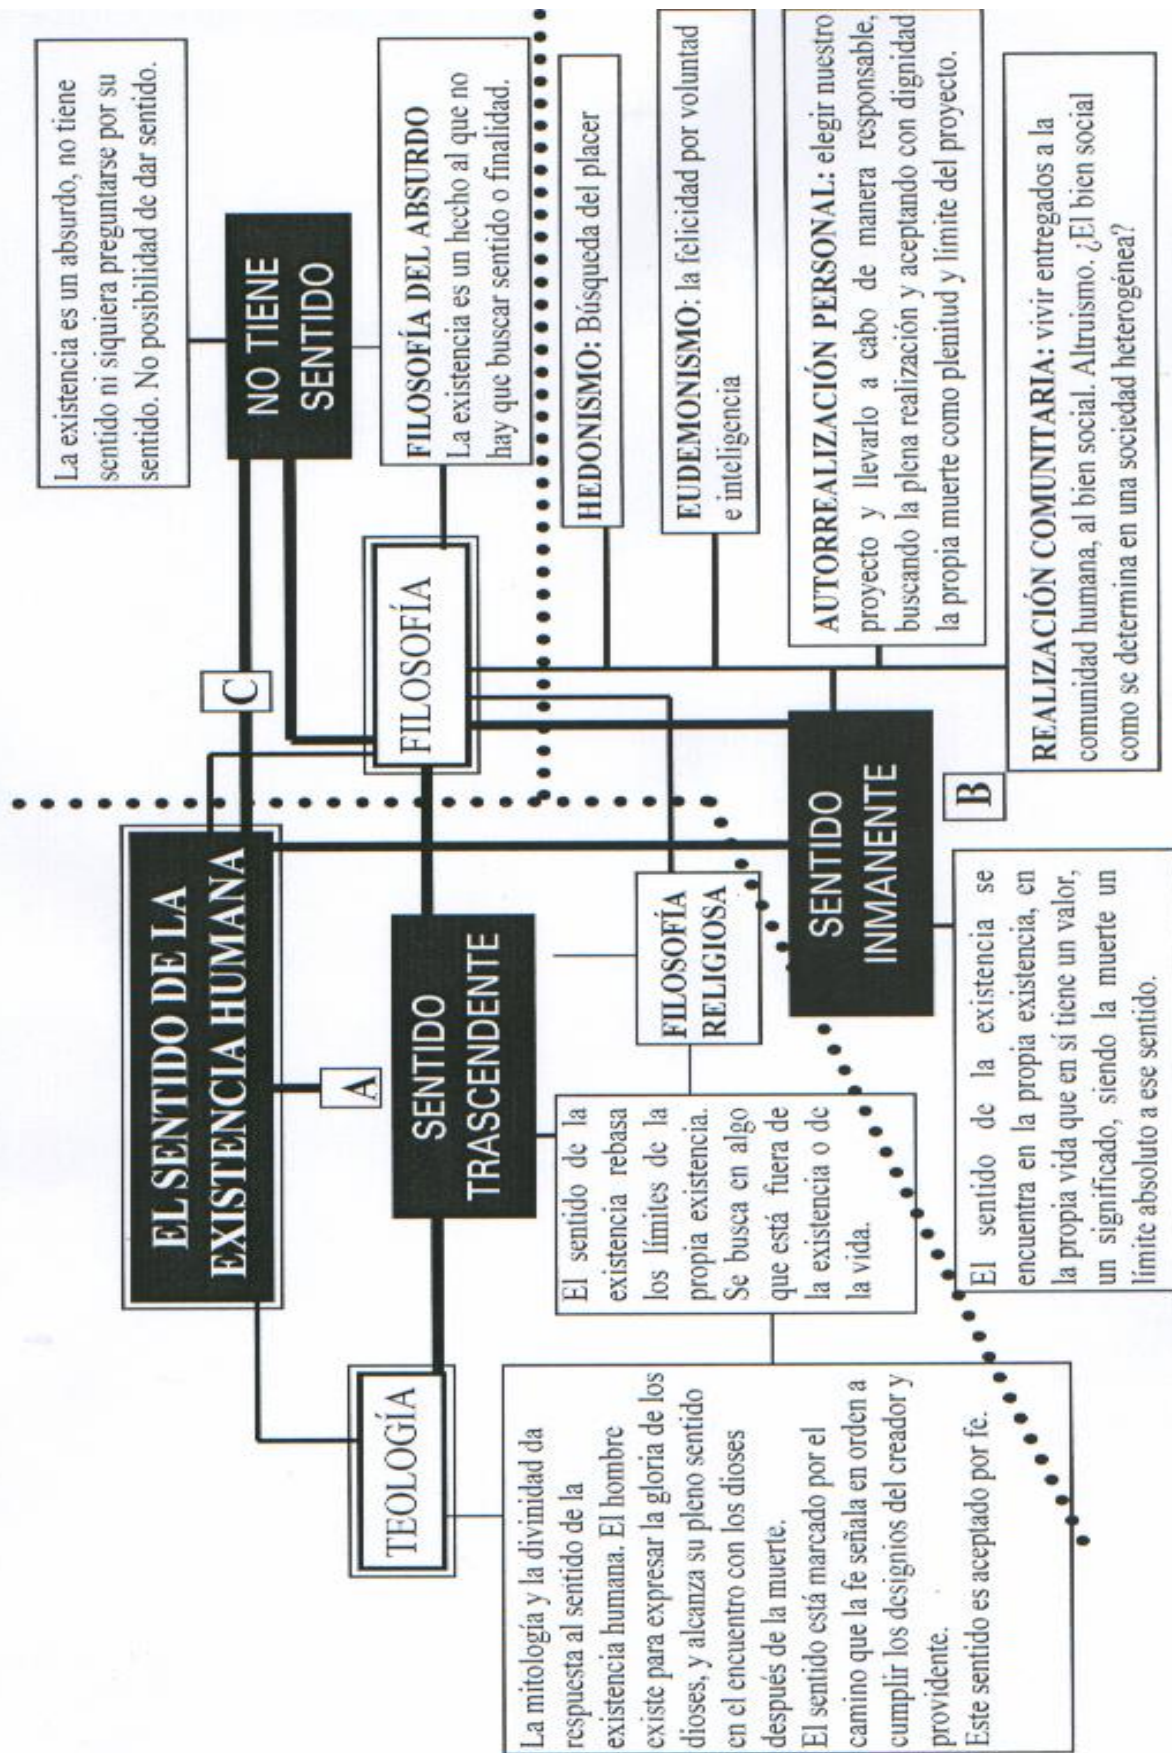 EL SENTIDO DE LA
EXISTENCIA HUMANA
TEOLOGÍA
La mitología y la divinidad da
respuesta al sentido de la
existencia humana. El hombre
existe para expresar la gloria de los
dioses, y alcanza su pleno sentido
en el encuentro con los dioses
después de la muerte.
El sentido está marcado por el
camino que la fe señala en orden a
cumplir los designios del creador y
providente.
Este sentido es aceptado por fe.
A
SENTIDO
TRASCENDENTE
El sentido de la
existencia rebasa
los límites de la
propia existencia.
Se busca en algo
que está fuera de
la existencia o de
la vida.
FILOSOFÍA
RELIGIOSA
FILOSOFÍA
C
NO TIENE
SENTIDO
La existencia es un absurdo, no tiene
sentido ni siquiera preguntarse por su
sentido. No posibilidad de dar sentido.
FILOSOFÍA DEL ABSURDO
La existencia es un hecho al que no
hay que buscar sentido o finalidad.
HEDONISMO: Búsqueda del placer
EUDEMONISMO: la felicidad por voluntad
e inteligencia
AUTORREALIZACIÓN PERSONAL: elegir nuestro
proyecto y llevarlo a cabo de manera responsable,
buscando la plena realización y aceptando con dignidad
la propia muerte como plenitud y límite del proyecto.
SENTIDO
INMANENTE
B
El sentido de la existencia se
encuentra en la propia existencia, en
la propia vida que en sí tiene un valor,
un significado, siendo la muerte un
límite absoluto a ese sentido.
REALIZACIÓN COMUNITARIA: vivir entregados a la
comunidad humana, al bien social. Altruismo. ¿El bien social
como se determina en una sociedad heterogénea?